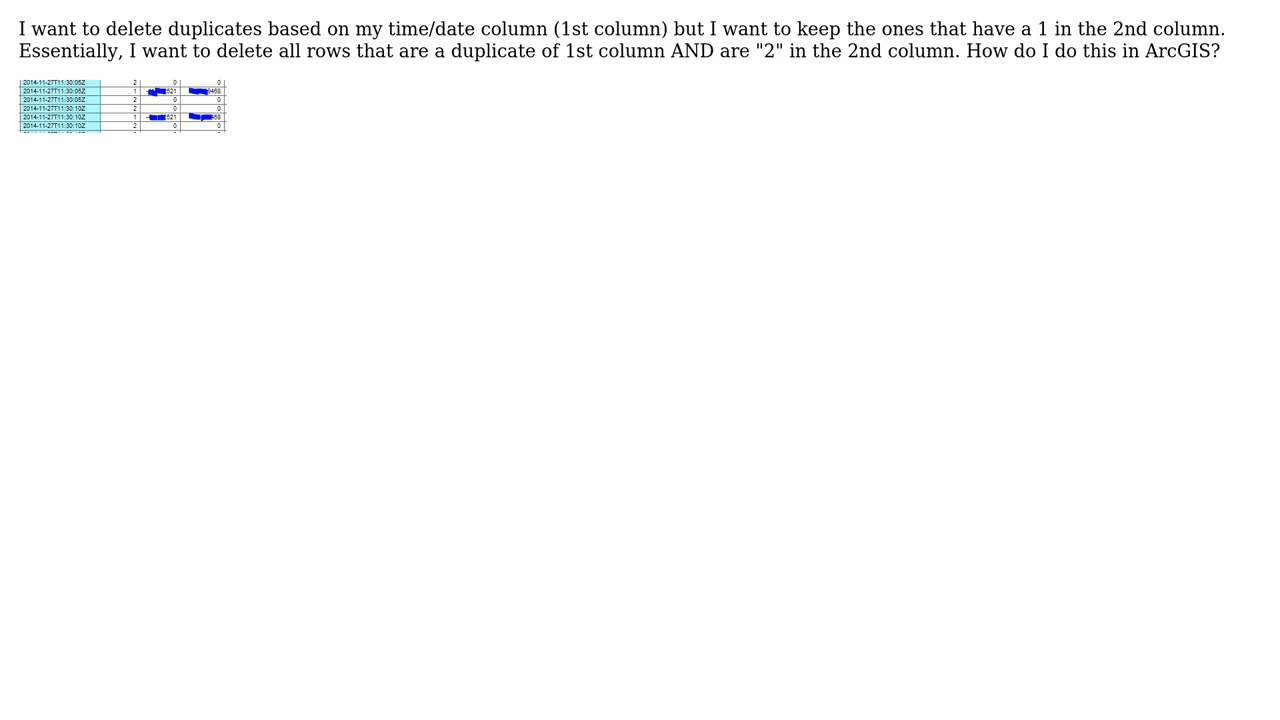 I want to delete duplicates based on my time/date column (1st column) but I want to keep the ones that have a 1 in the 2nd column.
Essentially, I want to delete all rows that are a duplicate of 1st column AND are "2" in the 2nd column. How do I do this in ArcGIS?
2014-11-27T11:30:05Z 2 0 0
2014-11-27T11:30:05Z 1 521 468
2014-11-27T11:30:05Z 2 0 0
2014-11-27T11:30:10Z 2 0 0
2014-11-27T11:30:10Z 1 521 68
2014-11-27T11:30:10Z 2 0 0